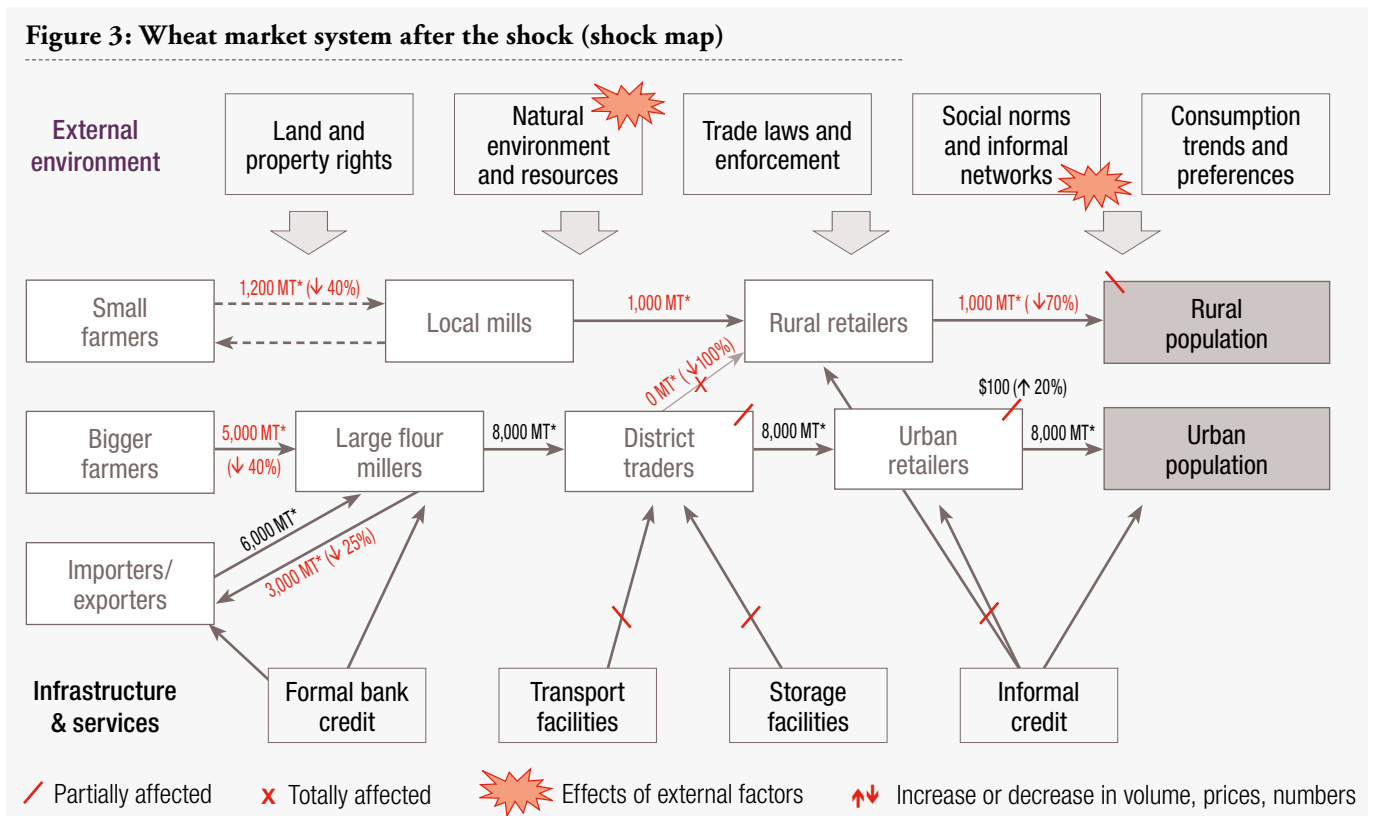 Figure 3: Wheat market system after the shock (shock map)
External
environment
Land and
property rights
Natural
environment
and resources
Trade laws and
enforcement
Social norms
and informal
networks
Consumption
trends and
preferences
Small
farmers
1,200 MT* (↓ 40%)
Local mills
1,000 MT*
Rural retailers
1,000 MT* (↓70%)
Rural
population
0 MT* (↓100%)
x
$100 (↑ 20%)
Bigger
farmers
5,000 MT*
(↓ 40%)
Large flour
millers
8,000 MT*
District
traders
8,000 MT*
Urban
retailers
8,000 MT*
Urban
population
6,000 MT*
3,000 MT* (↓ 25%)
Importers/
exporters
Infrastructure
& services
Formal bank
credit
Transport
facilities
Storage
facilities
Informal
credit
Partially affected
x Totally affected
Effects of external factors
↑↓ Increase or decrease in volume, prices, numbers